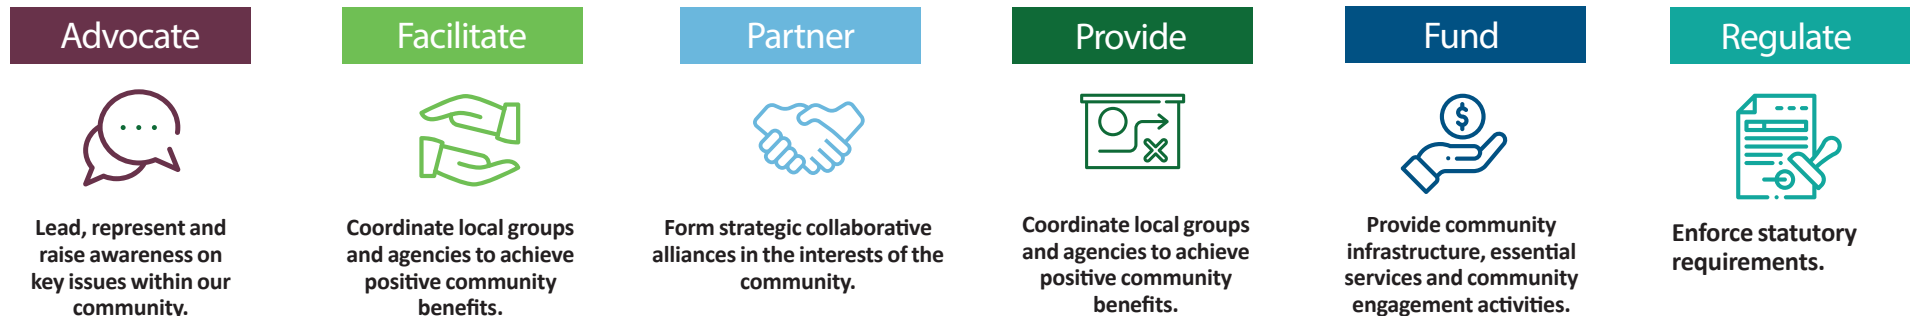 Advocate
Lead, represent and
raise awareness on
key issues within our
community.
Facilitate
Coordinate local groups
and agencies to achieve
positive community
benefits.
Partner
Form strategic collaborative
alliances in the interests of the
community.
Provide
Coordinate local groups
and agencies to achieve
positive community
benefits.
Fund
$
Provide community
infrastructure, essential
services and community
engagement activities.
Regulate
Enforce statutory
requirements.